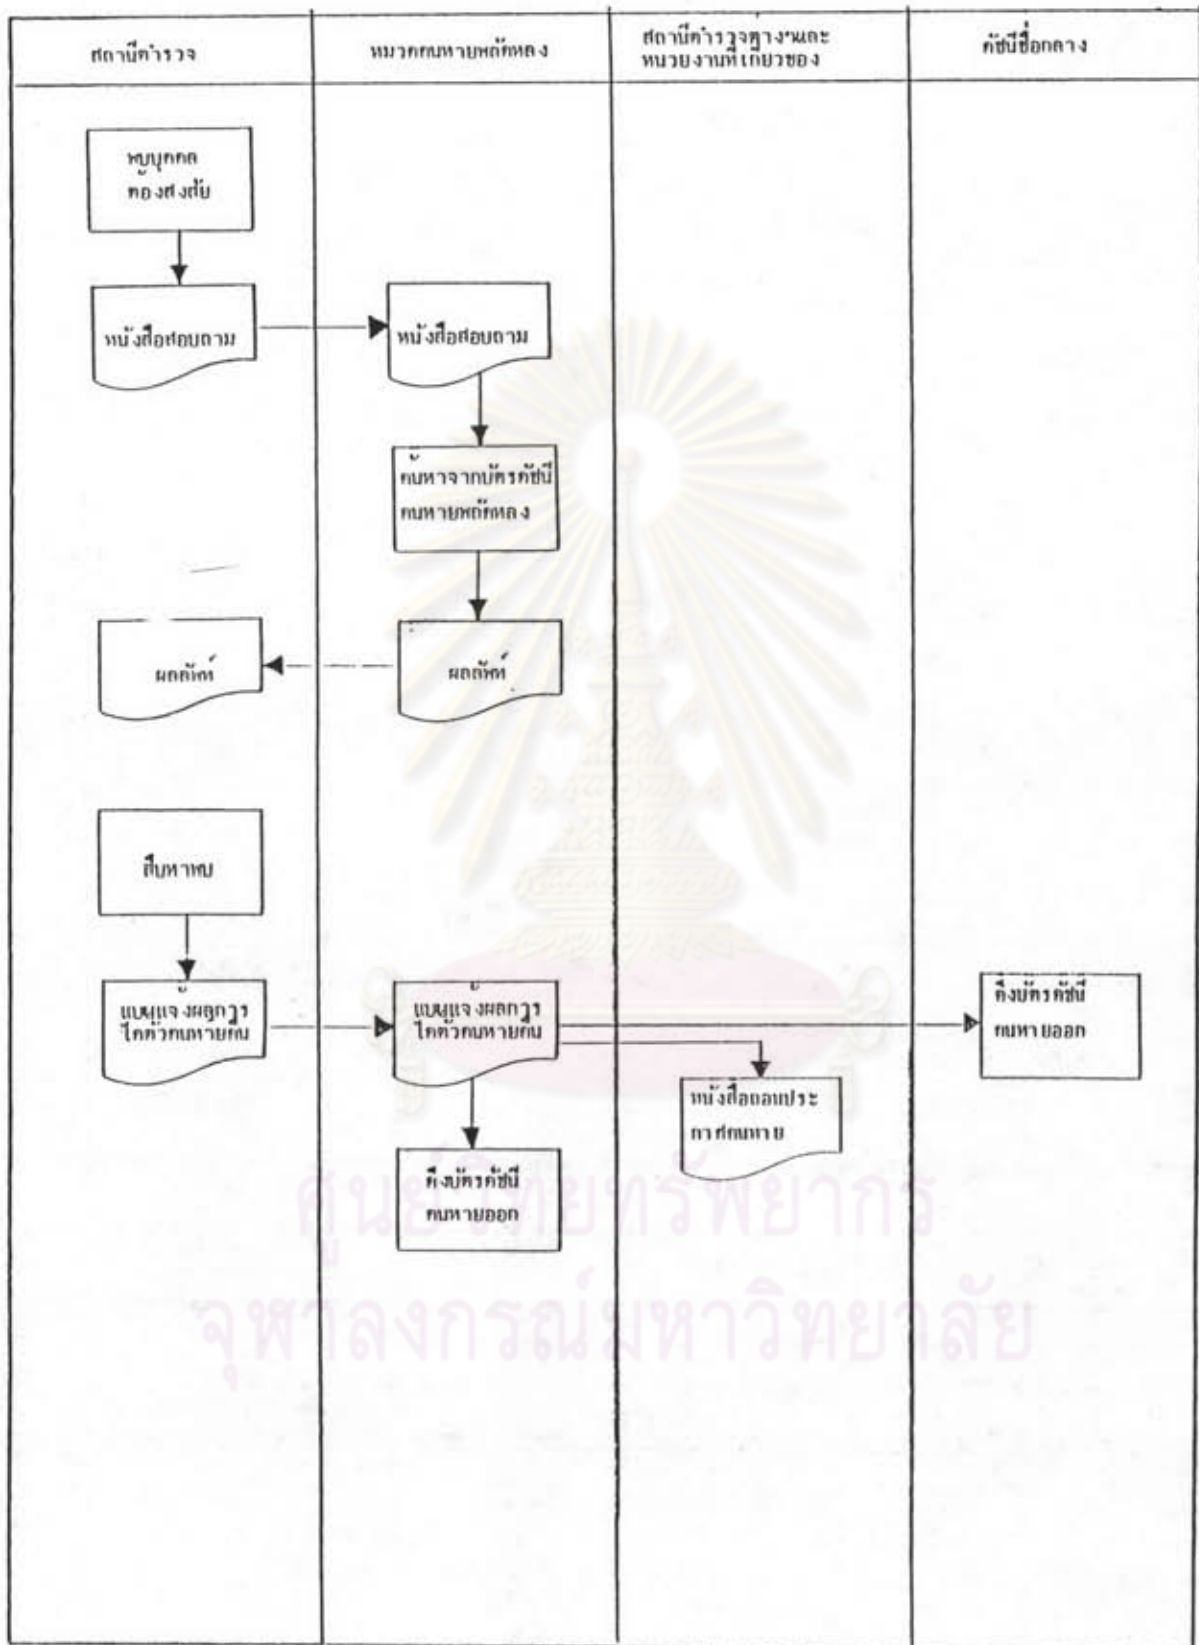 สถานีตำรวจ
หมวดคนหายพลัดหลง
สถานีตำรวจต่างๆและ
หน่วยงานที่เกี่ยวข้อง
ดัชนีชื่อกลาง
พบบุคคล
ต้องสงสัย
หนังสือสอบถาม
หนังสือสอบถาม
ค้นหาจากบัตรดัชนี
คนหายพลัดหลง
ผลลัพท์
ผลลัพท์
สืบหาพบ
แบบแจ้งผลการ
ได้ตัวคนหายคืน
แบบแจ้งผลการ
ได้ตัวคนหายคืน
ดึงบัตรดัชนี
คนหายออก
หนังสือถอนประ
กาศคนหาย
ดึงบัตรดัชนี
คนหายออก
ศูนย์วิทยทรัพยากร
จุฬาลงกรณ์มหาวิทยาลัย